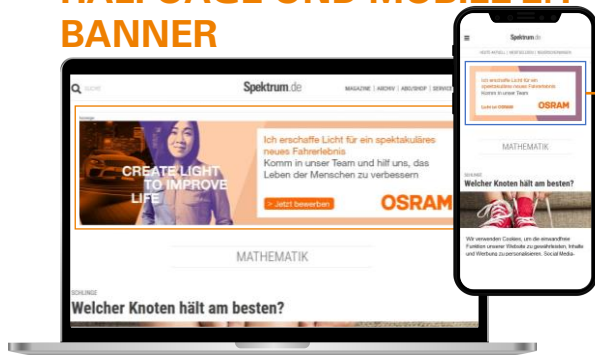 BANNER
SUCHE
Spektrum.de
MAGAZINE | ARCHIV | ABO/SHOP | SERVICE
Anzeige
CREATE LIGHT
TO IMPROVE
LIFE
Ich erschaffe Licht für ein spektakuläres
neues Fahrerlebnis
Komm in unser Team und hilf uns, das
Leben der Menschen zu verbessern
> Jetzt bewerben
OSRAM
MATHEMATIK
SCHLINGE
Welcher Knoten hält am besten?
Spektrum.de
Ich erschaffe Licht für ein
spektakuläres neues Fahrerlebnis
Komm in unser Team
OSRAM
MATHEMATIK
SCHLINGE
Welcher Knoten hält am besten?
Wir verwenden Cookies, um die einwandfreie
Funktion unserer Website zu gewährleisten, Inhalte
und Werbung zu personalisieren, Social Media-